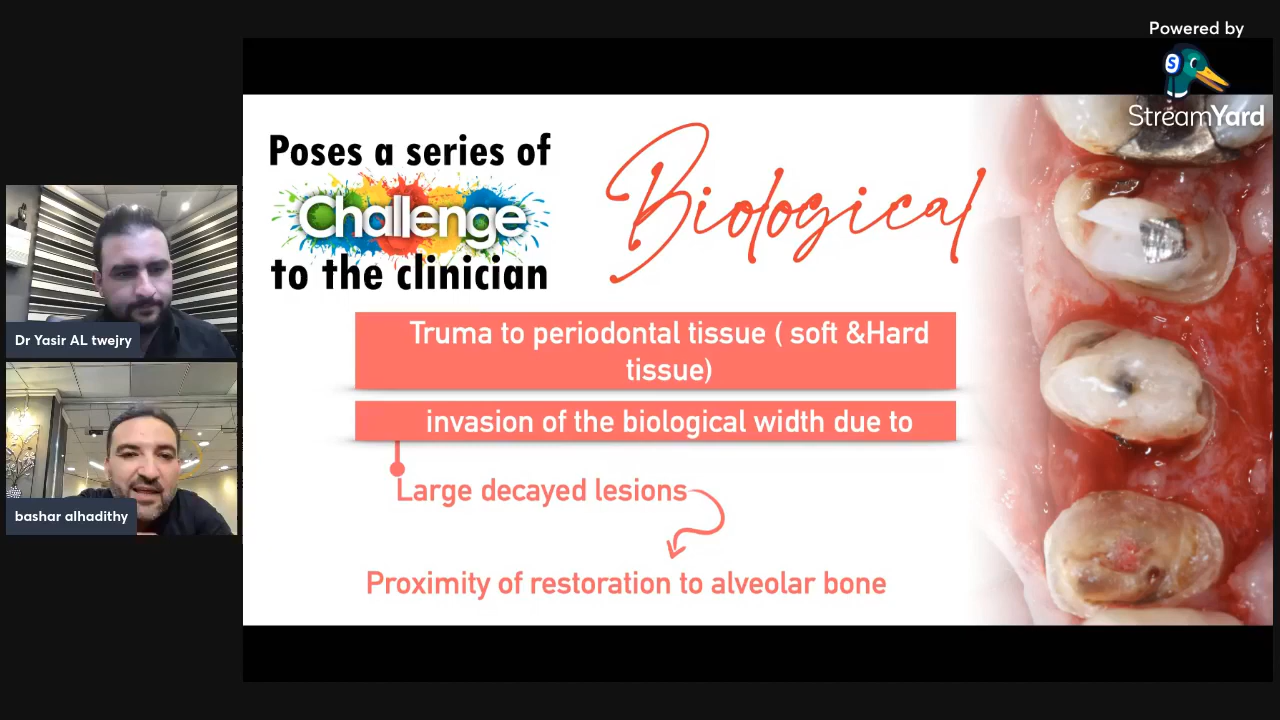 Powered by
StreamYard
Poses a series of
Challenge
to the clinician
Biological
Truma to periodontal tissue ( soft &Hard
tissue)
invasion of the biological width due to
Large decayed lesions
Proximity of restoration to alveolar bone
Dr Yasir AL twejry
bashar alhadithy